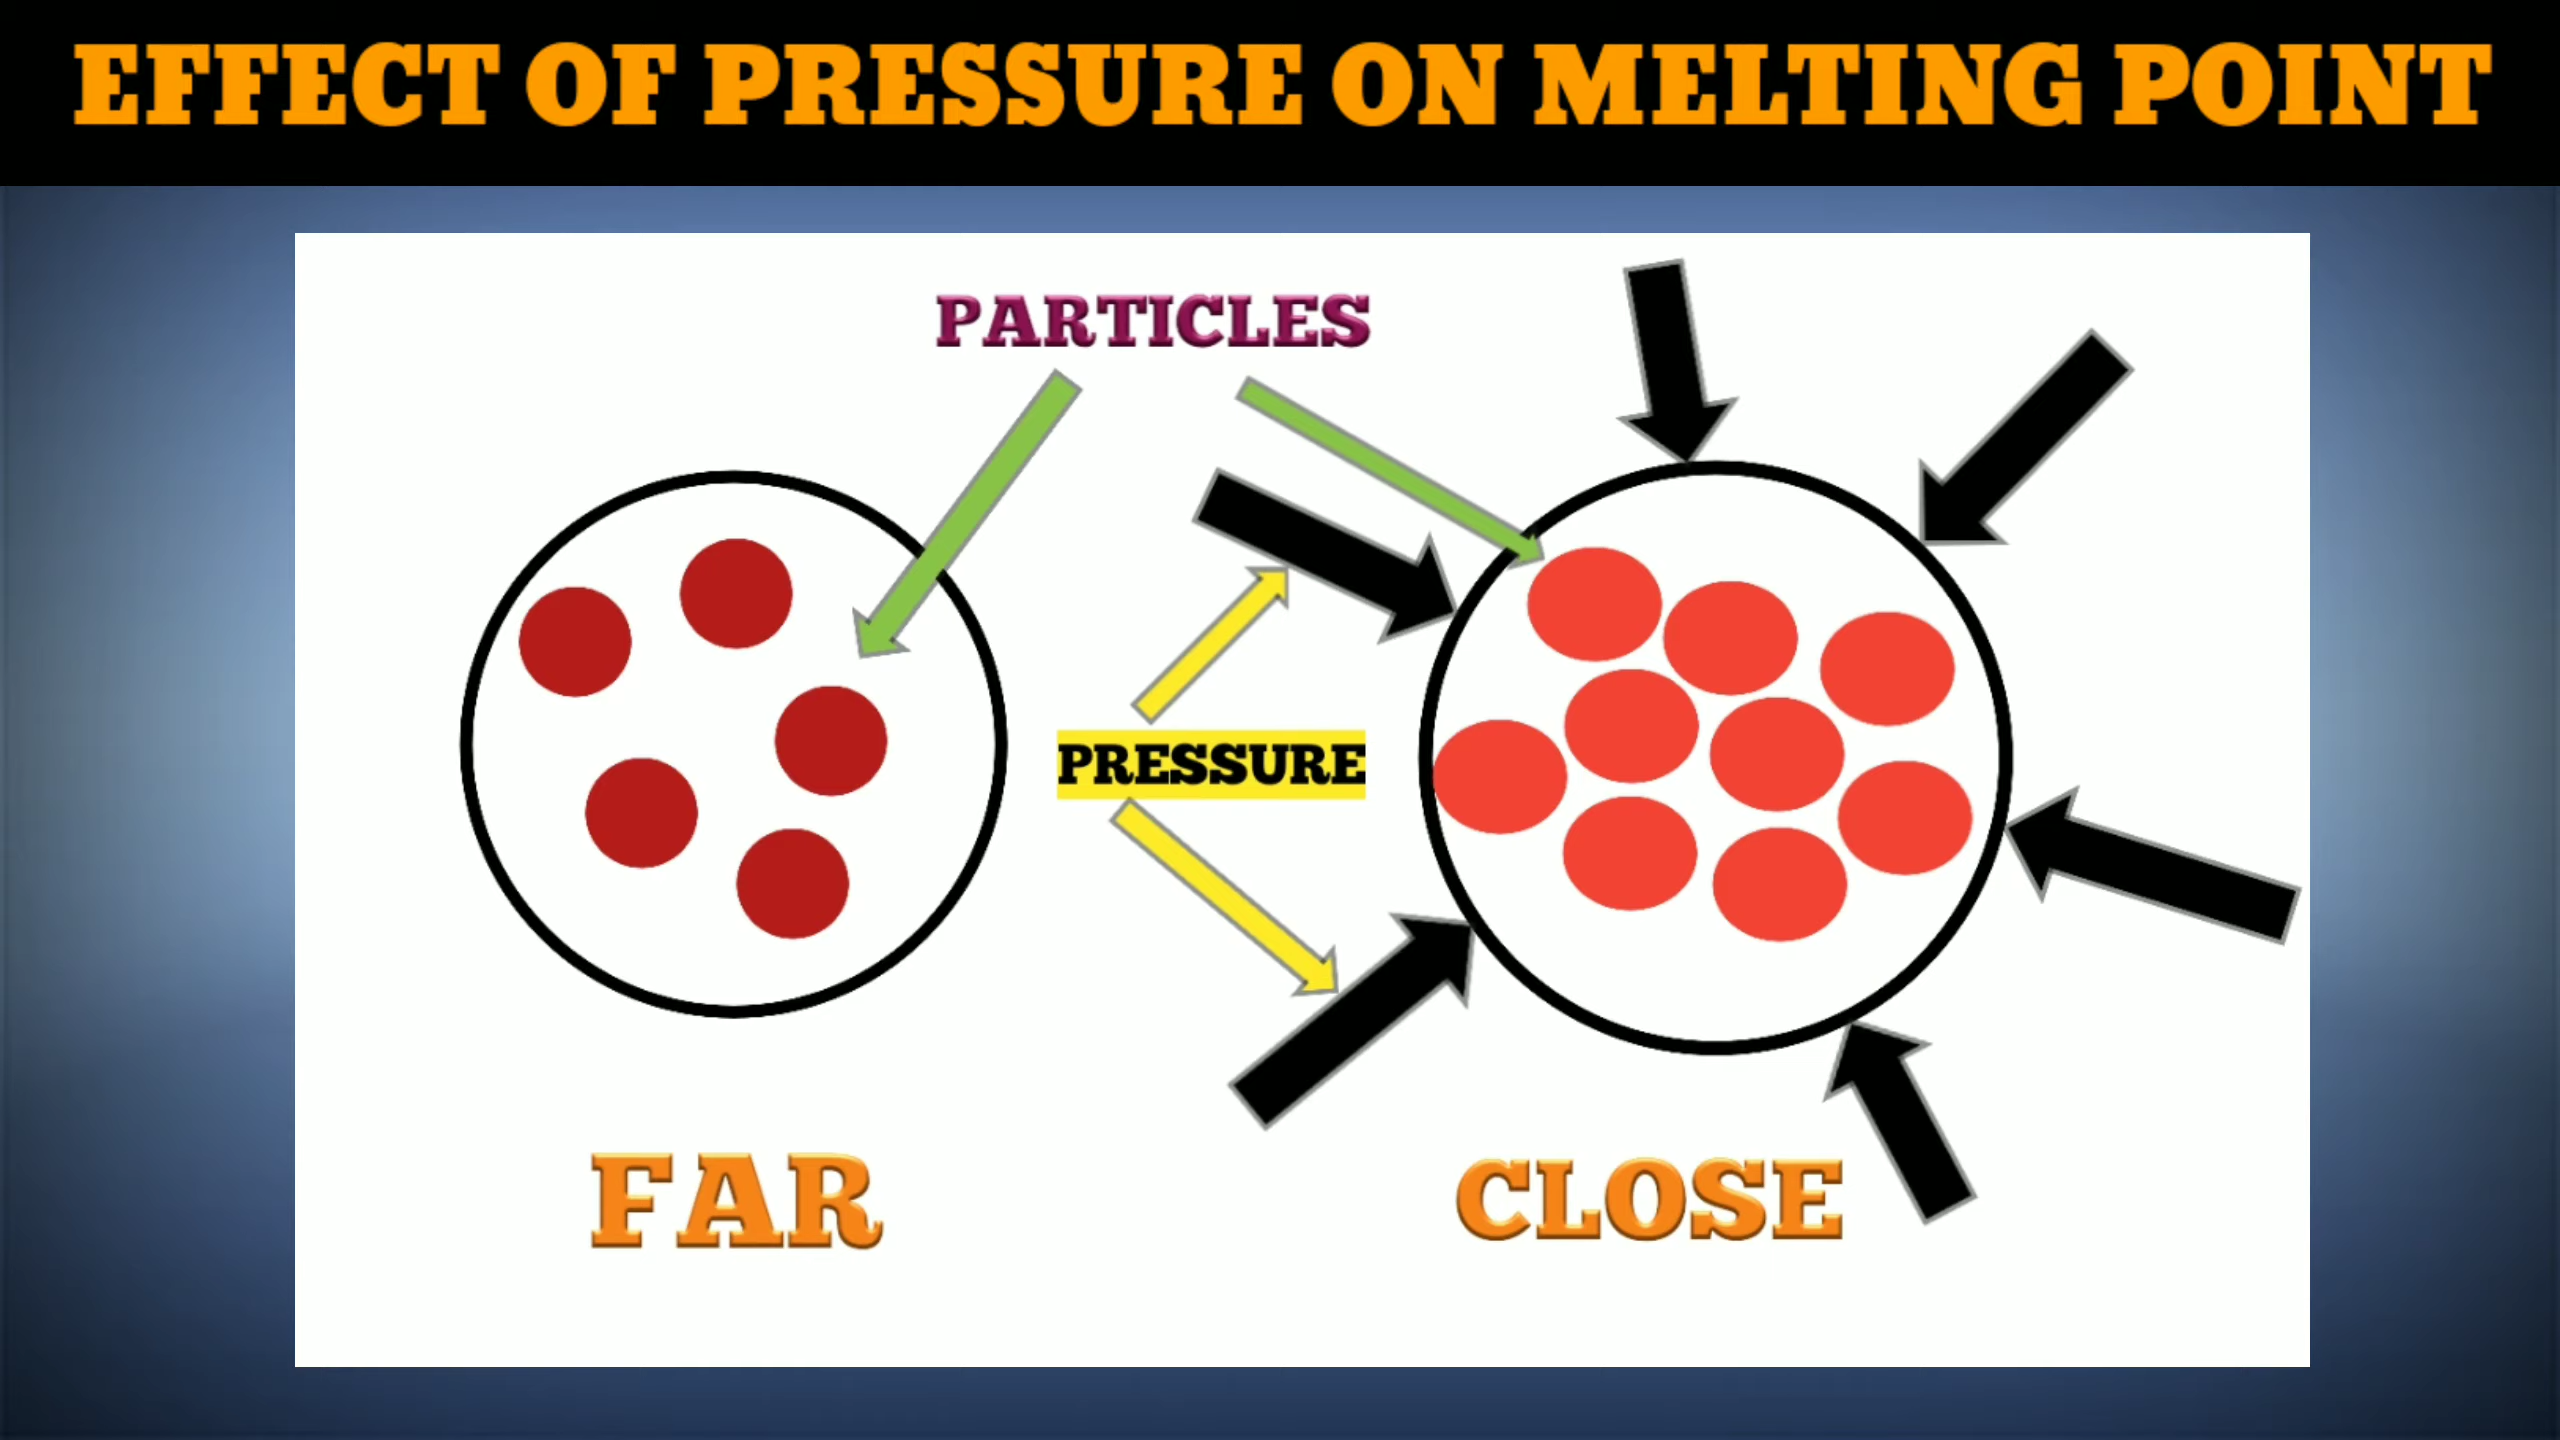 EFFECT OF PRESSURE ON MELTING POINT
PARTICLES
PRESSURE
FAR
CLOSE